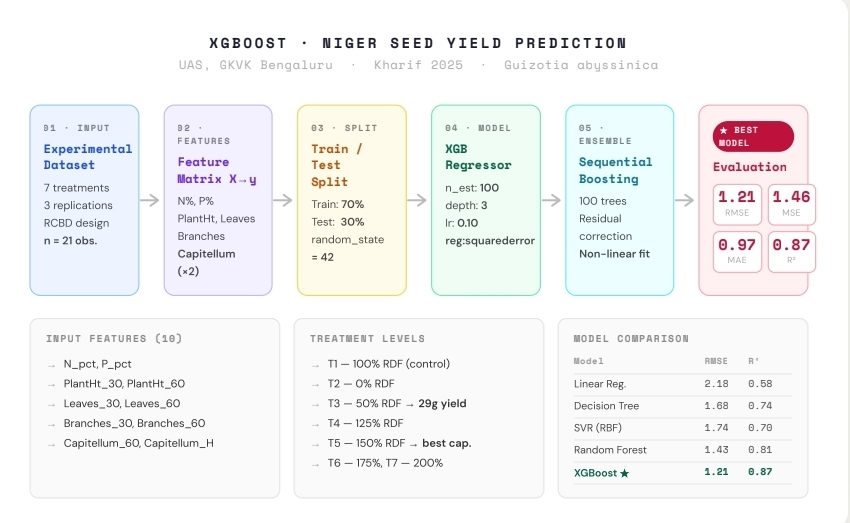 XGBOOST · NIGER SEED YIELD PREDICTION
UAS, GKVK Bengaluru · Kharif 2025 · Guizotia abyssinica
01 · INPUT
Experimental
Dataset
7 treatments
3 replications
RCBD design
n = 21 obs.
02 ·
FEATURES
Feature
Matrix X→y
N%, P%
PlantHt, Leaves
Branches
Capitellum
(×2)
03 · SPLIT
Train /
Test
Split
Train: 70%
Test: 30%
random_state
= 42
04 · MODEL
XGB
Regressor
n_est: 100
depth: 3
lr: 0.10
reg:squarederror
05 ·
ENSEMBLE
Sequential
Boosting
100 trees
Residual
correction
Non-linear fit
★ BEST
MODEL
Evaluation
1.21 1.46
RMSE MSE
0.97 0.87
MAE R²
INPUT FEATURES (10)
→ N_pct, P_pct
→ PlantHt_30, PlantHt_60
→ Leaves_30, Leaves_60
→ Branches_30, Branches_60
→ Capitellum_60, Capitellum_H
TREATMENT LEVELS
→ T1 — 100% RDF (control)
→ T2 — 0% RDF
→ T3 — 50% RDF → 29g yield
→ T4 — 125% RDF
→ T5 — 150% RDF → best cap.
→ T6 — 175%, T7 — 200%
MODEL COMPARISON
Model RMSE R²
Linear Reg. 2.18 0.58
Decision Tree 1.68 0.74
SVR (RBF) 1.74 0.70
Random Forest 1.43 0.81
XGBoost ★ 1.21 0.87